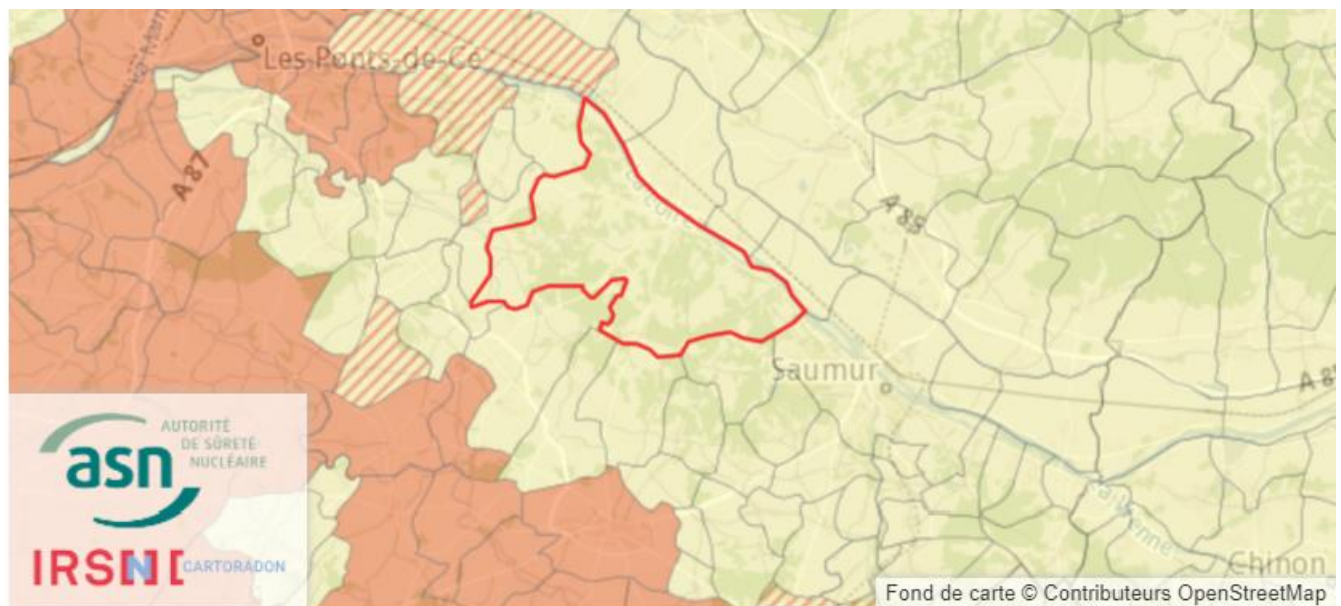 Les-Ponts-de-Cé
A 87
A 85
Saumur
Chinon
AUTORITÉ
DE SÛRETÉ
NUCLÉAIRE
asn
IRSN
CARTORADON
Fond de carte © Contributeurs OpenStreetMap